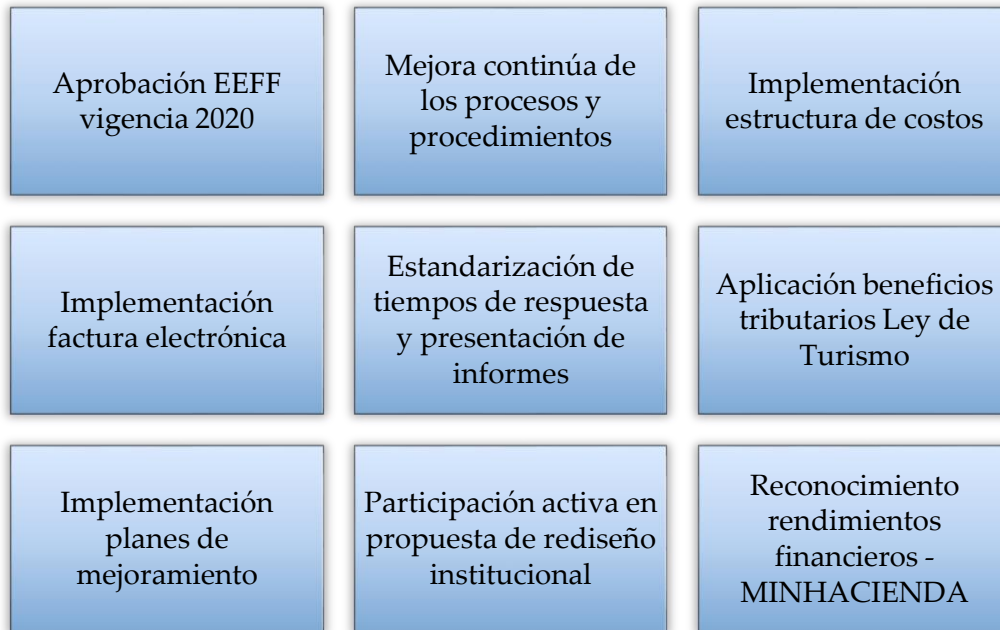 Aprobación EEFF
vigencia 2020
Mejora continúa de
los procesos y
procedimientos
Implementación
estructura de costos
Implementación
factura electrónica
Estandarización de
tiempos de respuesta
y presentación de
informes
Aplicación beneficios
tributarios Ley de
Turismo
Implementación
planes de
mejoramiento
Participación activa en
propuesta de rediseño
institucional
Reconocimiento
rendimientos
financieros -
MINHACIENDA